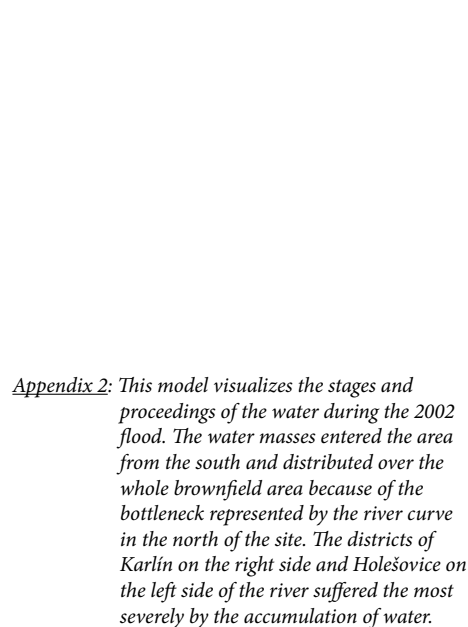 Appendix 2: This model visualizes the stages and
proceedings of the water during the 2002
flood. The water masses entered the area
from the south and distributed over the
whole brownfield area because of the
bottleneck represented by the river curve
in the north of the site. The districts of
Karlín on the right side and Holešovice on
the left side of the river suffered the most
severely by the accumulation of water.